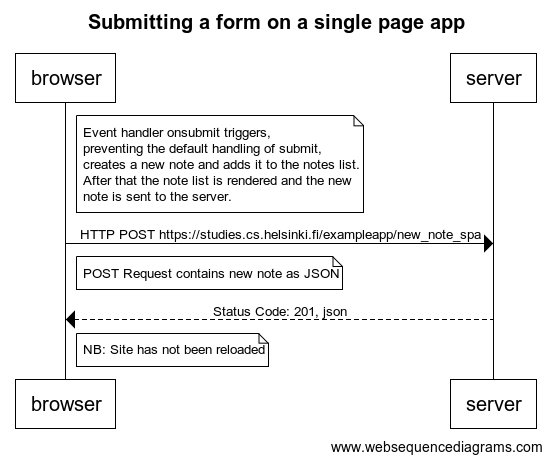 Submitting a form on a single page app
browser
server
Event handler onsubmit triggers,
preventing the default handling of submit,
creates a new note and adds it to the notes list.
After that the note list is rendered and the new
note is sent to the server.
HTTP POST https://studies.cs.helsinki.fi/exampleapp/new_note_spa
POST Request contains new note as JSON
Status Code: 201, json
NB: Site has not been reloaded
browser
server
www.websequencediagrams.com